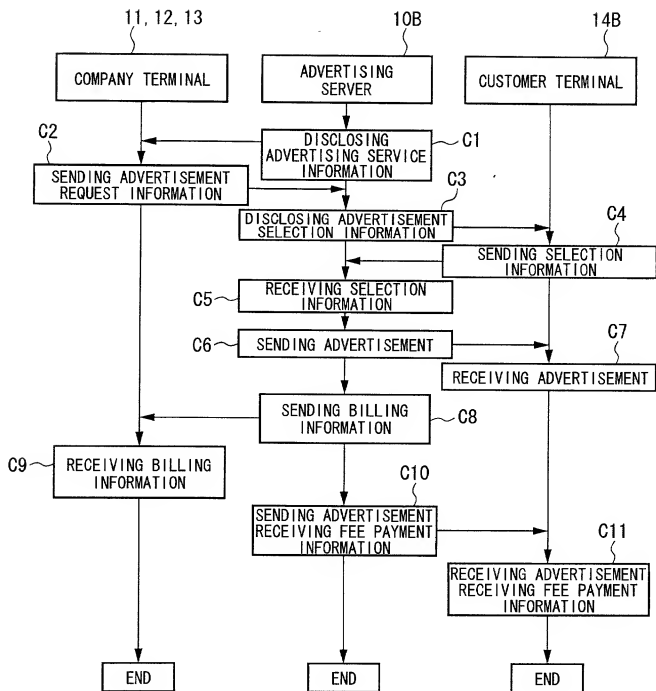 11, 12, 13
10B
14B
COMPANY TERMINAL
ADVERTISING
SERVER
CUSTOMER TERMINAL
C1
DISCLOSING
ADVERTISING SERVICE
INFORMATION
C2
SENDING ADVERTISEMENT
REQUEST INFORMATION
C3
DISCLOSING ADVERTISEMENT
SELECTION INFORMATION
C4
SENDING SELECTION
INFORMATION
C5
RECEIVING SELECTION
INFORMATION
C6
SENDING ADVERTISEMENT
C7
RECEIVING ADVERTISEMENT
C8
SENDING BILLING
INFORMATION
C9
RECEIVING BILLING
INFORMATION
C10
SENDING ADVERTISEMENT
RECEIVING FEE PAYMENT
INFORMATION
C11
RECEIVING ADVERTISEMENT
RECEIVING FEE PAYMENT
INFORMATION
END
END
END